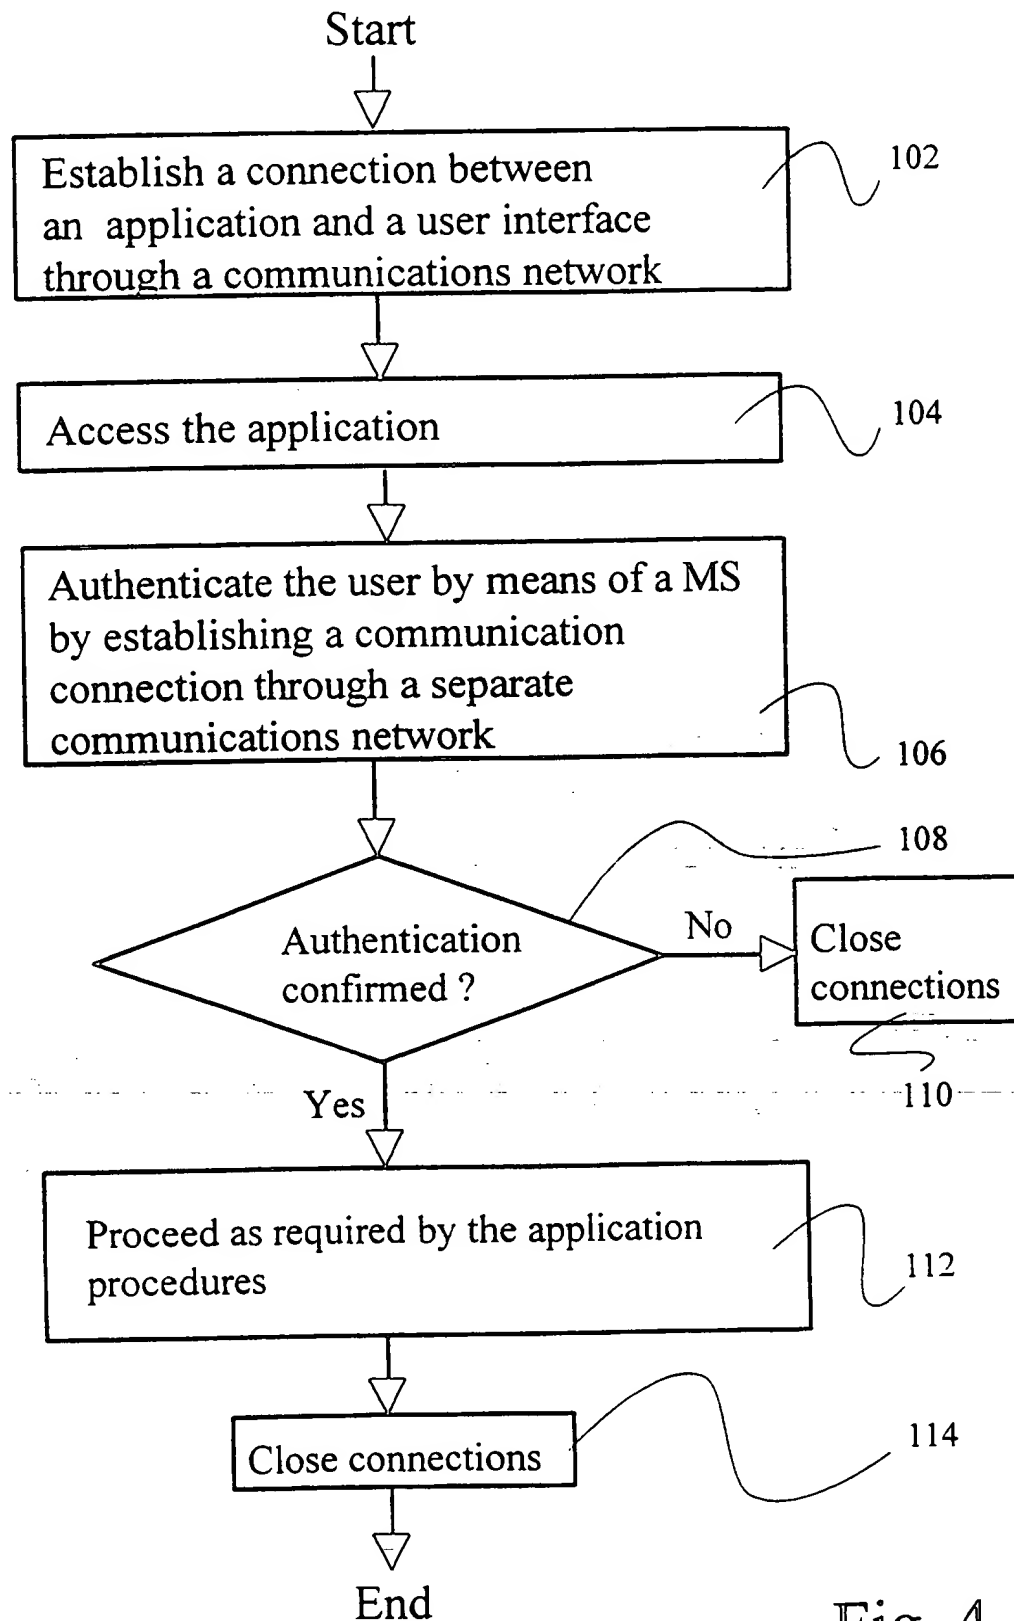 Start
Establish a connection between
an application and a user interface
through a communications network
102
Access the application
104
Authenticate the user by means of a MS
by establishing a communication
connection through a separate
communications network
106
108
Authentication
confirmed ?
No
Close
connections
110
Yes
Proceed as required by the application
procedures
112
Close connections
114
End
Fig. 4